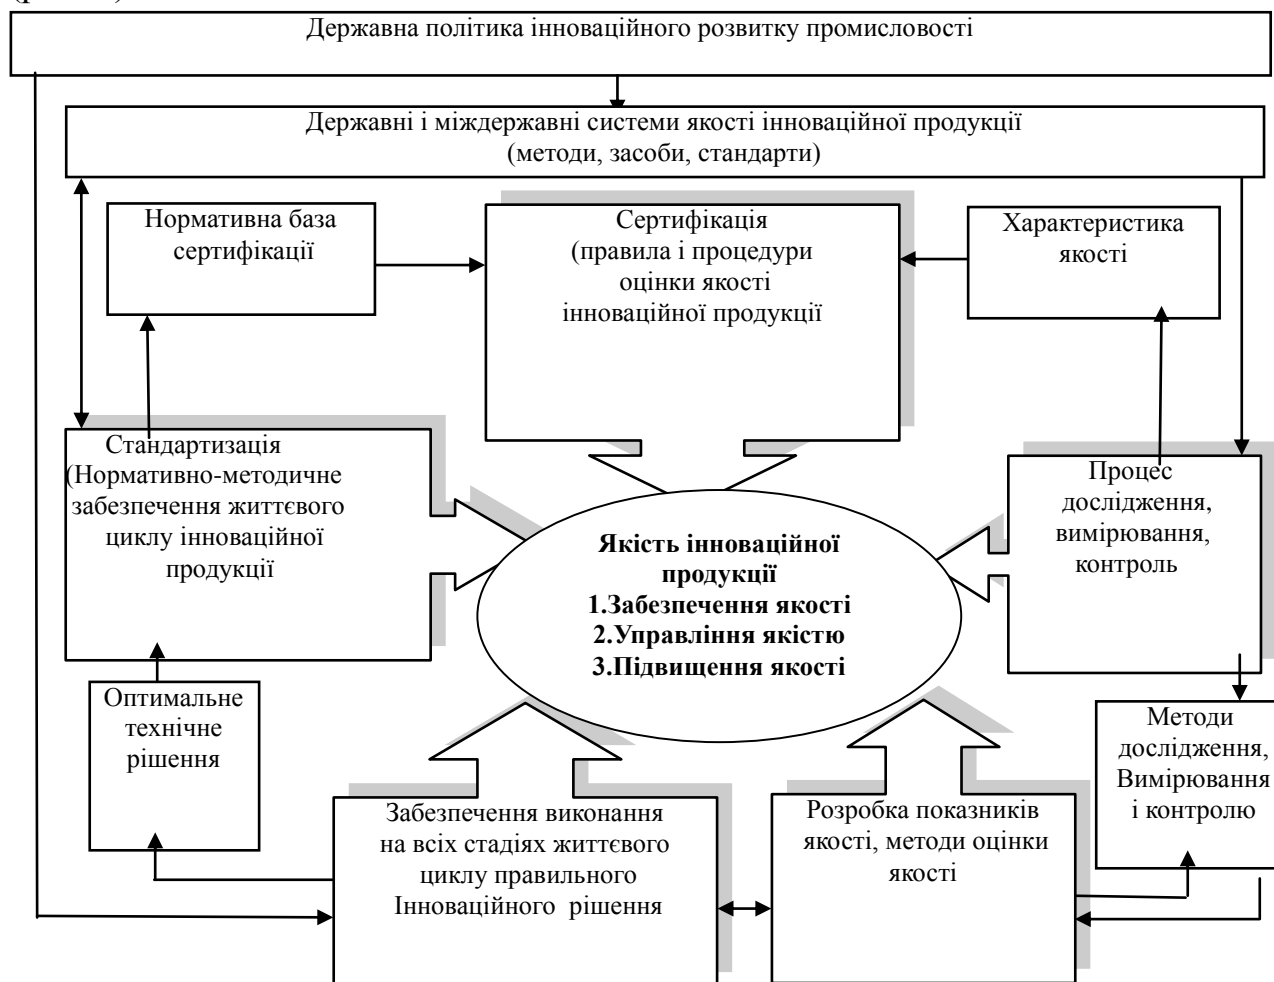 Державна політика інноваційного розвитку промисловості
Державні і міждержавні системи якості інноваційної продукції
(методи, засоби, стандарти)
Нормативна база
сертифікації
Сертифікація
(правила і процедури
оцінки якості
інноваційної продукції
Характеристика
якості
Стандартизація
(Нормативно-методичне
забезпечення життєвого
циклу інноваційної
продукції
Процес
дослідження,
вимірювання,
контроль
Якість інноваційної
продукції
1.Забезпечення якості
2.Управління якістю
3.Підвищення якості
Оптимальне
технічне
рішення
Методи
дослідження,
Вимірювання
і контролю
Забезпечення виконання
на всіх стадіях життєвого
циклу правильного
Інноваційного рішення
Розробка показників
якості, методи оцінки
якості